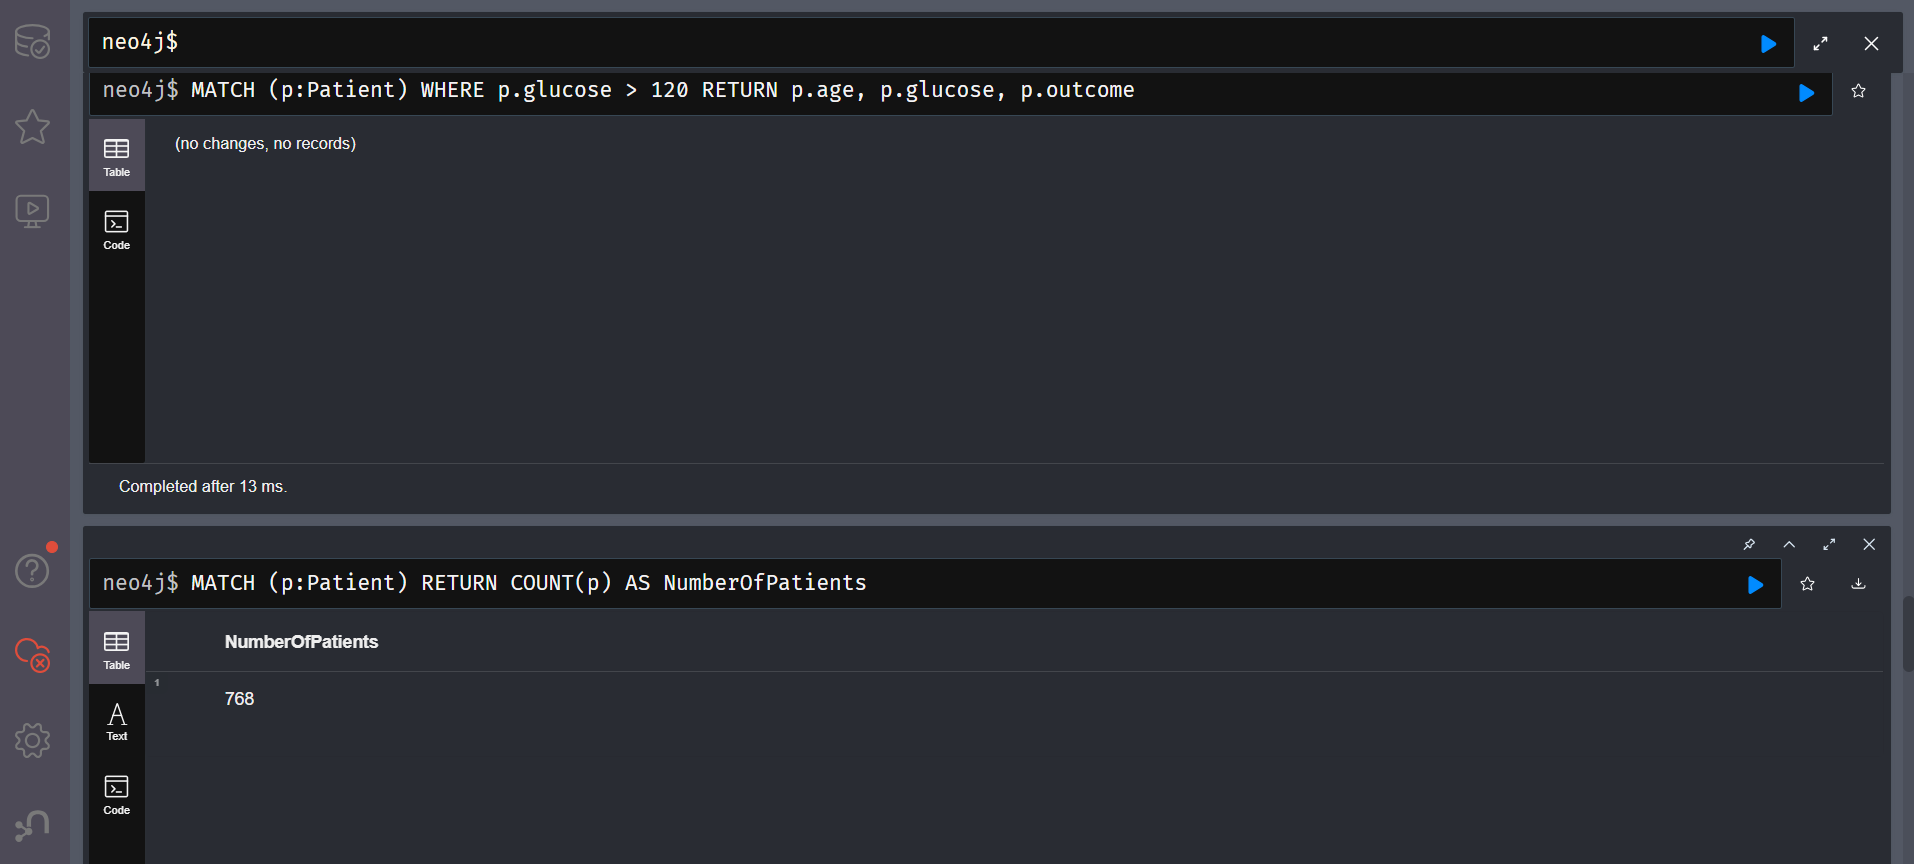 neo4j$
neo4j$ MATCH (p:Patient) WHERE p.glucose > 120 RETURN p.age, p.glucose, p.outcome
(no changes, no records)
Table
Code
Completed after 13 ms.
neo4j$ MATCH (p:Patient) RETURN COUNT(p) AS NumberOfPatients
Table
NumberOfPatients
1
768
A
Text
Code